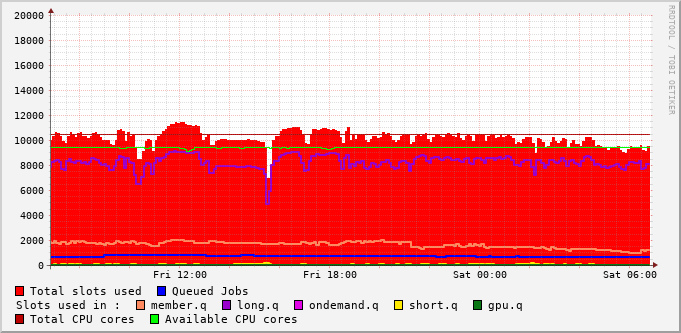 20000
18000
16000
14000
12000
10000
8000
6000
4000
2000
0
Fri 12:00 Fri 18:00 Sat 00:00 Sat 06:00
Total slots used Queued Jobs
Slots used in : member.q long.q ondemand.q short.q gpu.q
Total CPU cores Available CPU cores
RRDTOOL / TOBI OETIKER